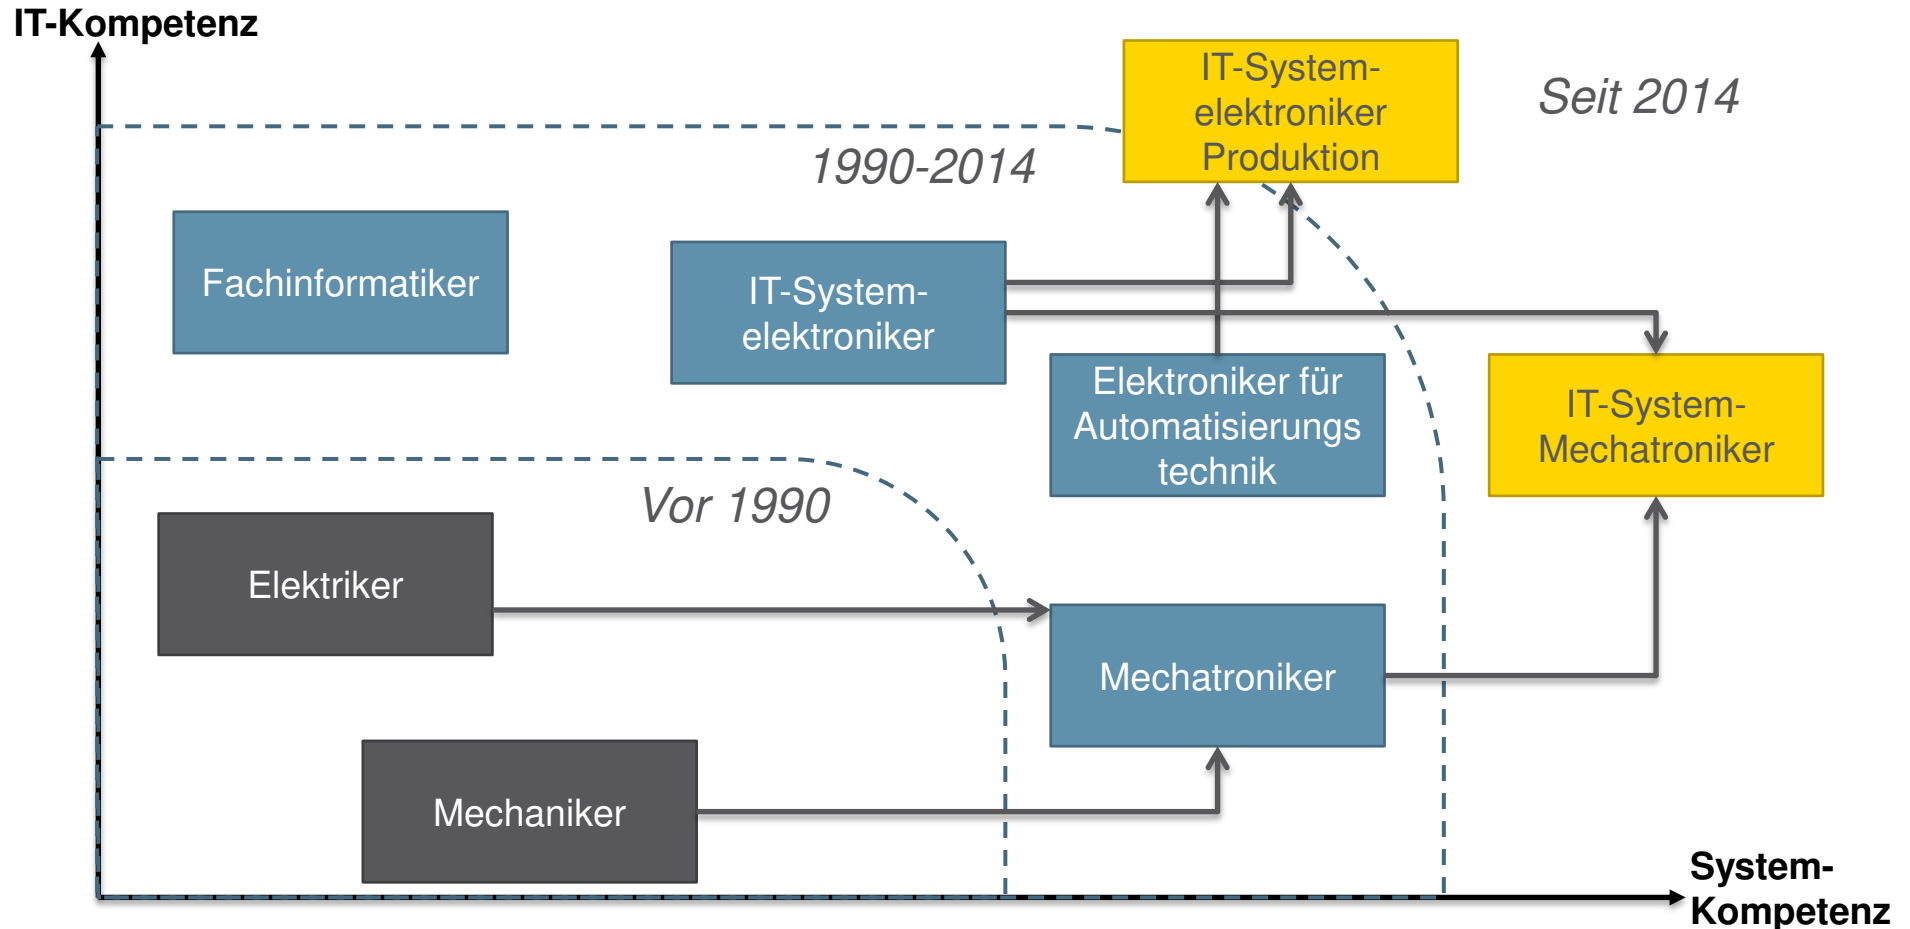 IT-Kompetenz
IT-System-
elektroniker
Produktion
Seit 2014
1990-2014
Fachinformatiker
IT-System-
elektroniker
Elektroniker für
Automatisierungs
technik
IT-System-
Mechatroniker
Vor 1990
Elektriker
Mechatroniker
Mechaniker
System-
Kompetenz